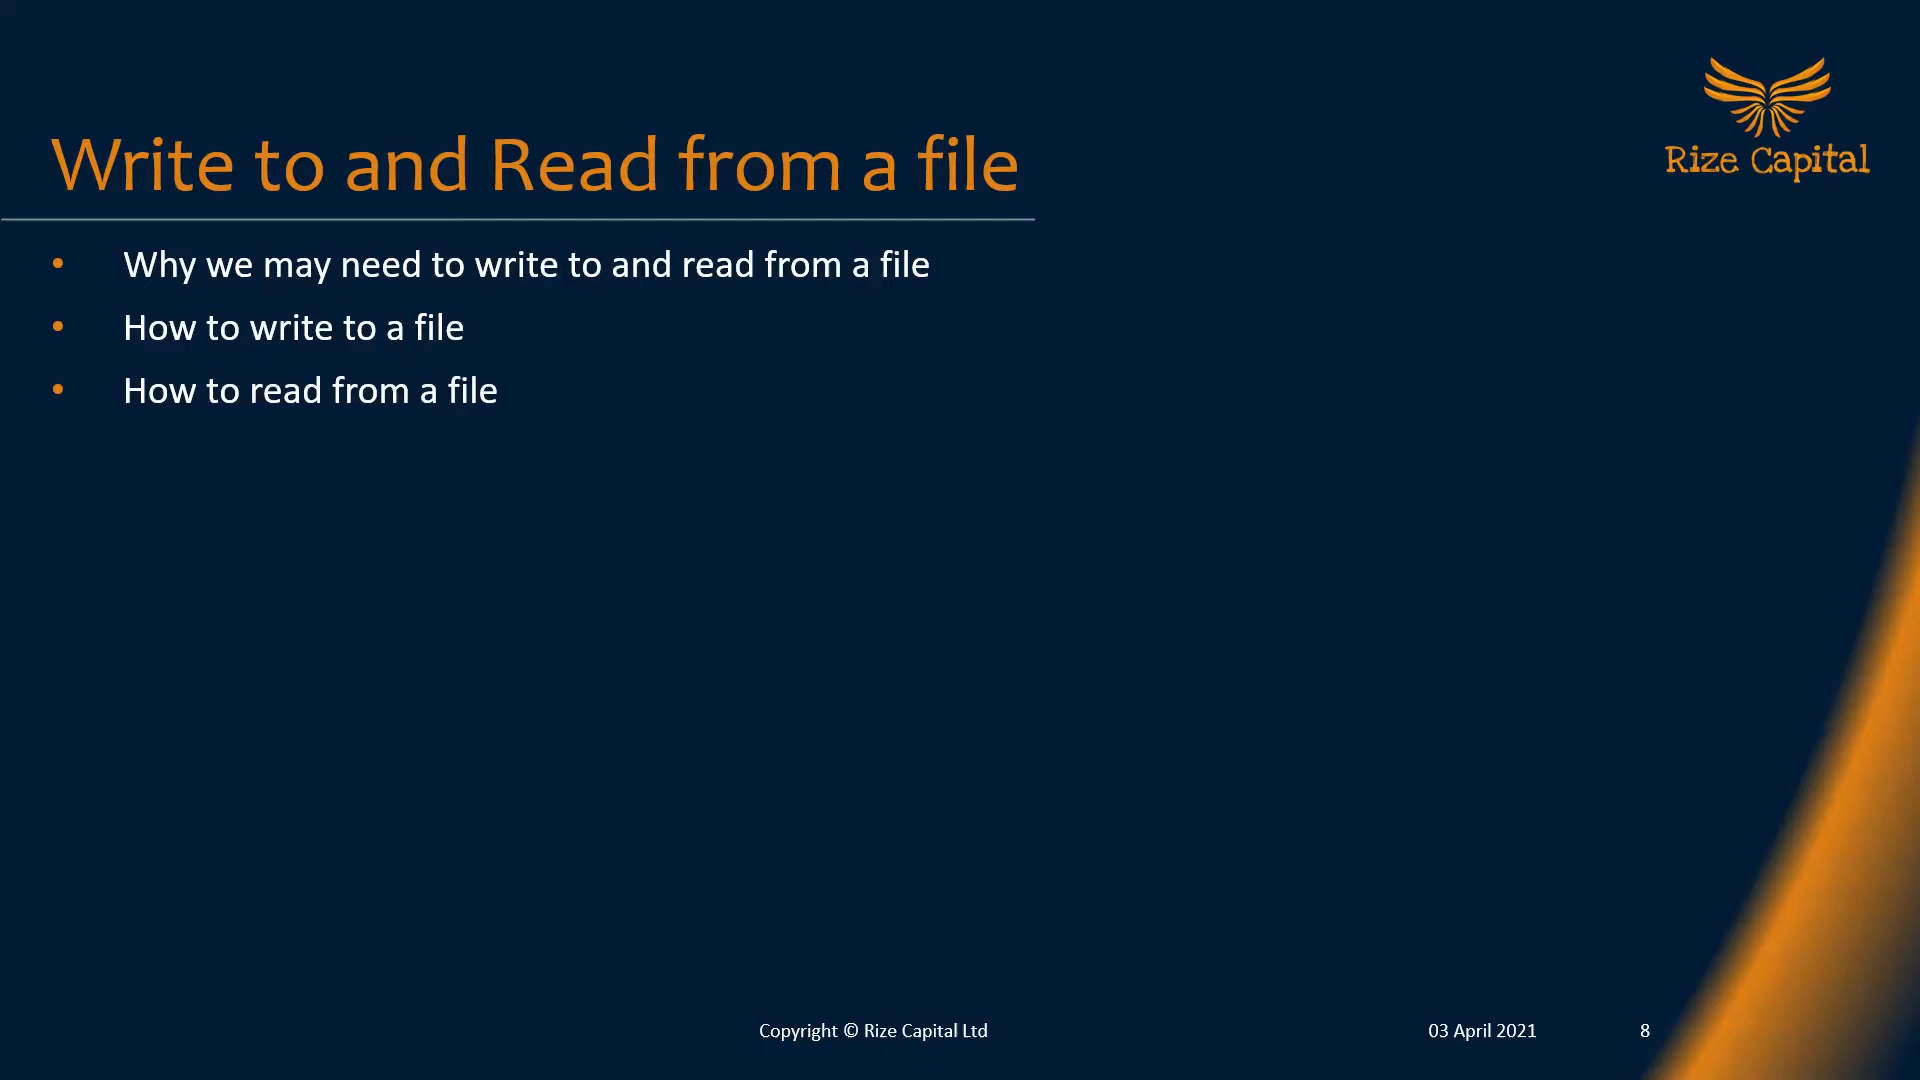 Rize Capital
Write to and Read from a file
• Why we may need to write to and read from a file
• How to write to a file
• How to read from a file
Copyright © Rize Capital Ltd
03 April 2021
8